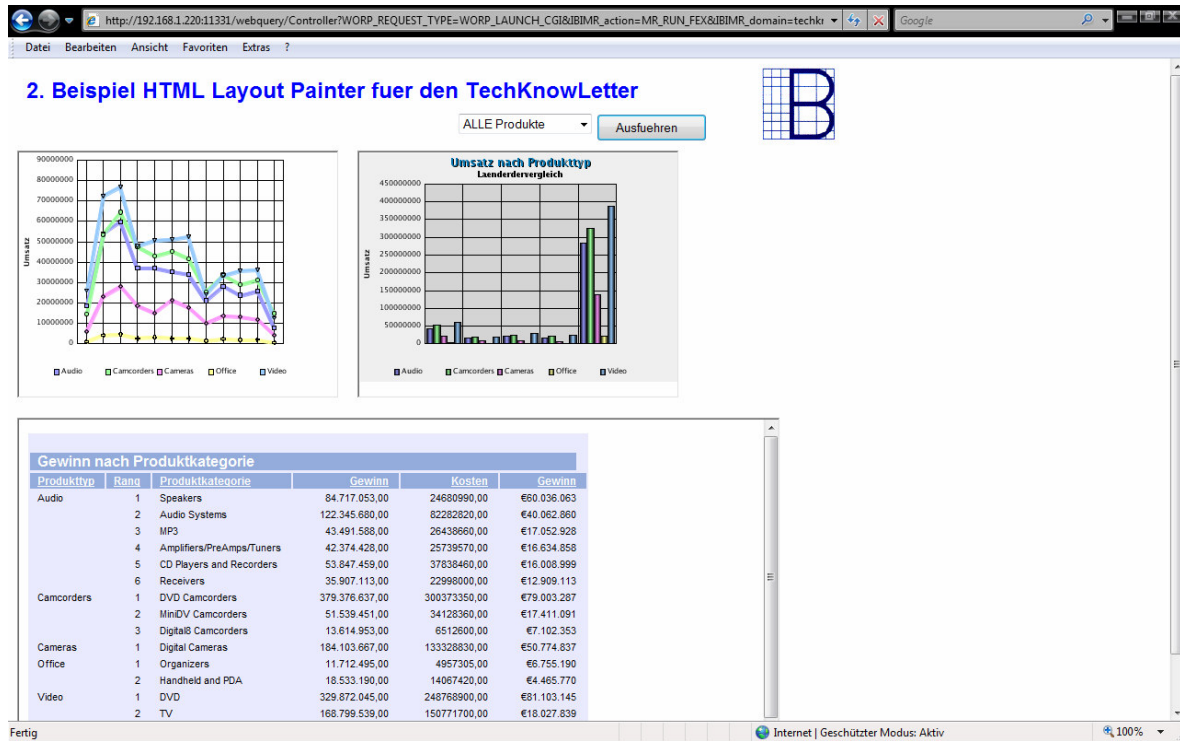 http://192.168.1.220:11331/webquery/Controller?WORP_REQUEST_TYPE=WORP_LAUNCH_CGI&IBIMR_action=MR_RUN_FEX&IBIMR_domain=techkr
Google
Datei Bearbeiten Ansicht Favoriten Extras ?
2. Beispiel HTML Layout Painter fuer den TechKnowLetter
B
ALLE Produkte Ausfuehren
90000000
80000000
70000000
60000000
50000000
40000000
30000000
20000000
10000000
0
Umsatz
Audio Camcorders Cameras Office Video
Umsatz nach Produkttyp
Laenderdervergleich
450000000
400000000
350000000
300000000
250000000
200000000
150000000
100000000
50000000
0
Umsatz
Audio Camcorders Cameras Office Video
Gewinn nach Produktkategorie
Produkttyp Rang Produktkategorie Gewinn Kosten Gewinn
Audio 1 Speakers 84.717.053,00 24680990,00 €60.036.063
2 Audio Systems 122.345.680,00 82282820,00 €40.062.860
3 MP3 43.491.588,00 26438660,00 €17.052.928
4 Amplifiers/PreAmps/Tuners 42.374.428,00 25739570,00 €16.634.858
5 CD Players and Recorders 53.847.459,00 37838460,00 €16.008.999
6 Receivers 35.907.113,00 22998000,00 €12.909.113
Camcorders 1 DVD Camcorders 379.376.637,00 300373350,00 €79.003.287
2 MiniDV Camcorders 51.539.451,00 34128360,00 €17.411.091
3 Digital8 Camcorders 13.614.953,00 6512600,00 €7.102.353
Cameras 1 Digital Cameras 184.103.667,00 133328830,00 €50.774.837
Office 1 Organizers 11.712.495,00 4957305,00 €6.755.190
2 Handheld and PDA 18.533.190,00 14067420,00 €4.465.770
Video 1 DVD 329.872.045,00 248768900,00 €81.103.145
2 TV 168.799.539,00 150771700,00 €18.027.839
Fertig
Internet | Geschützter Modus: Aktiv
100%